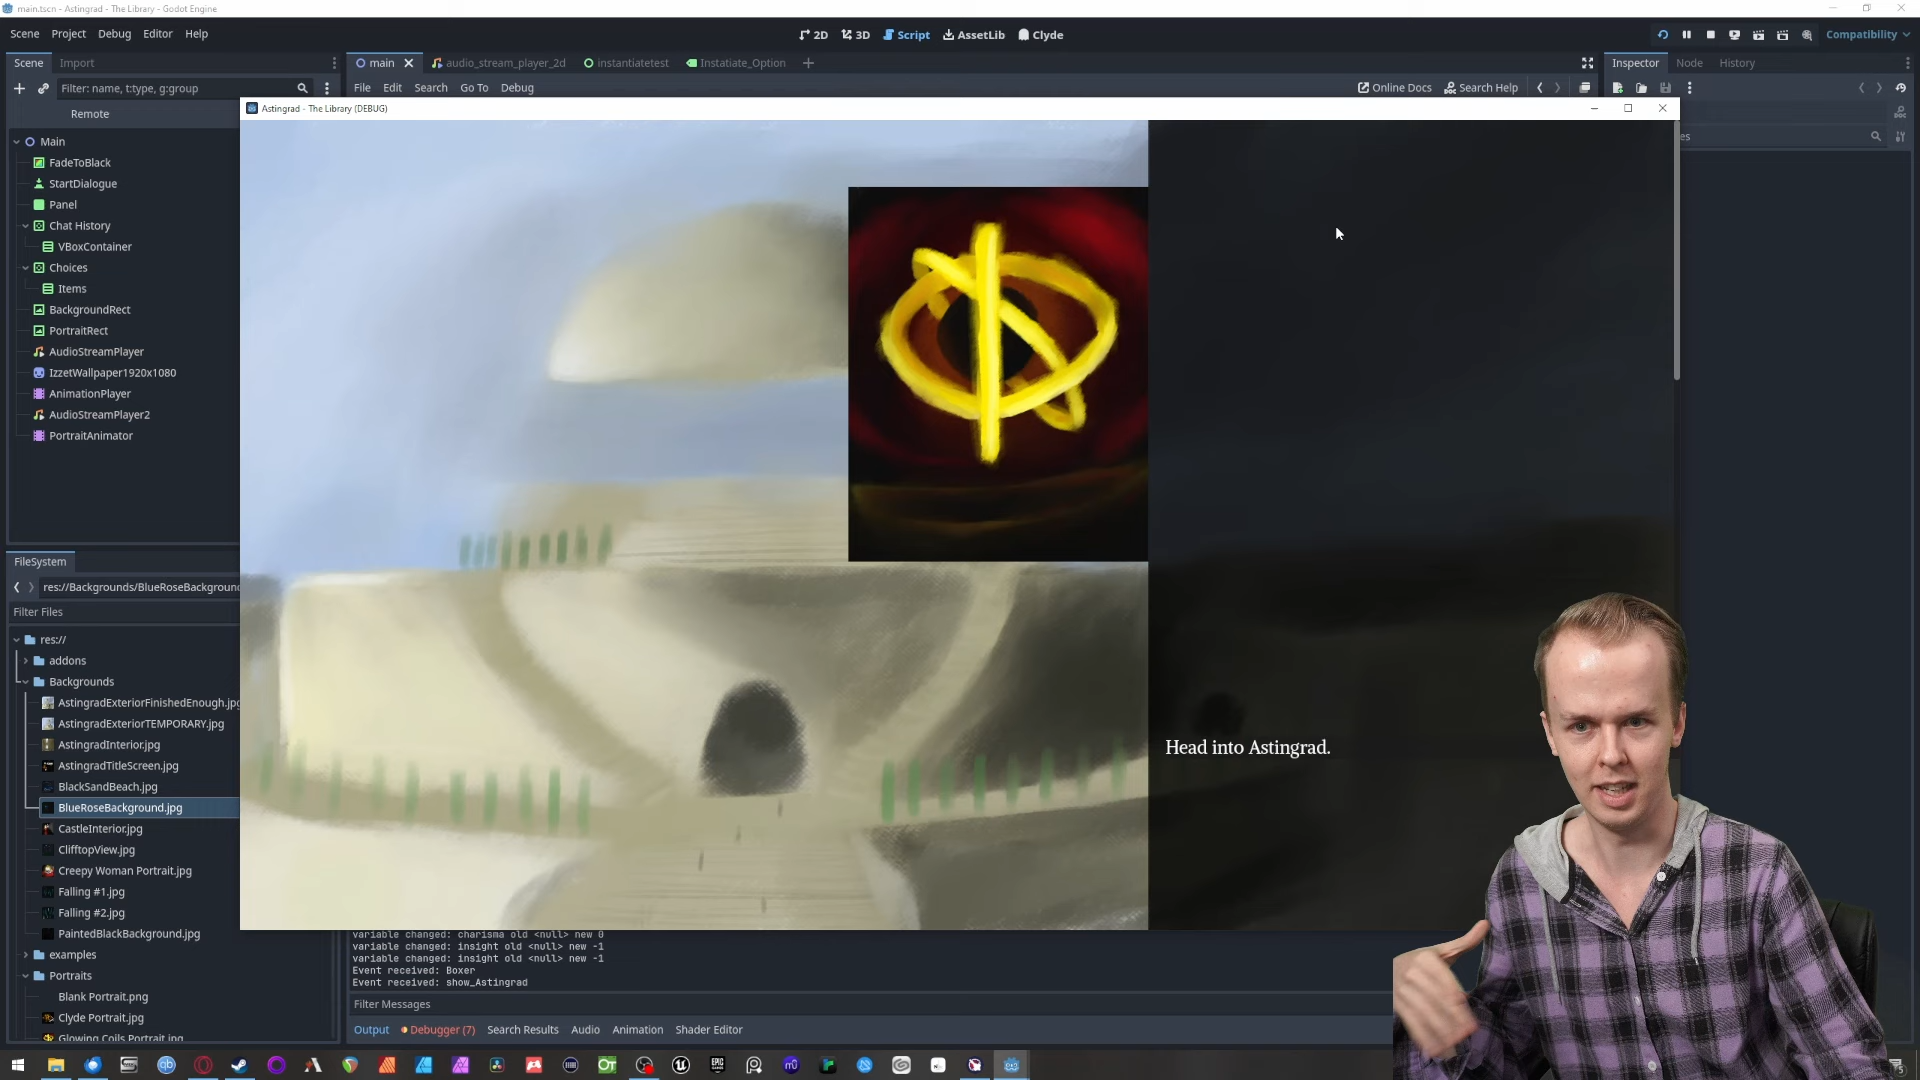 main.tscn - Astingrad - The Library - Godot Engine
Scene Project Debug Editor Help
2D 3D Script AssetLib Clyde
Compatibility
Scene Import
main audio_stream_player_2d instantiatetest Instatiate_Option
Inspector Node History
Filter: name, t:type, g:group
File Edit Search Go To Debug
Online Docs Search Help
Remote
Astingrad - The Library (DEBUG)
Main
FadeToBlack
StartDialogue
Panel
Chat History
VBoxContainer
Choices
Items
BackgroundRect
PortraitRect
AudioStreamPlayer
IzzetWallpaper1920x1080
AnimationPlayer
AudioStreamPlayer2
PortraitAnimator
FileSystem
res://Backgrounds/BlueRoseBackground
Filter Files
res://
addons
Backgrounds
AstingradExteriorFinishedEnough.jpg
AstingradExteriorTEMPORARY.jpg
AstingradInterior.jpg
AstingradTitleScreen.jpg
BlackSandBeach.jpg
BlueRoseBackground.jpg
CastleInterior.jpg
ClifftopView.jpg
Creepy Woman Portrait.jpg
Falling #1.jpg
Falling #2.jpg
PaintedBlackBackground.jpg
examples
Portraits
Blank Portrait.png
Clyde Portrait.jpg
Glowing Coils Portrait.jpg
Head into Astingrad.
variable changed: charisma old <null> new 0
variable changed: insight old <null> new -1
variable changed: insight old <null> new -1
Event received: Boxer
Event received: show_Astingrad
Filter Messages
Output Debugger (7) Search Results Audio Animation Shader Editor